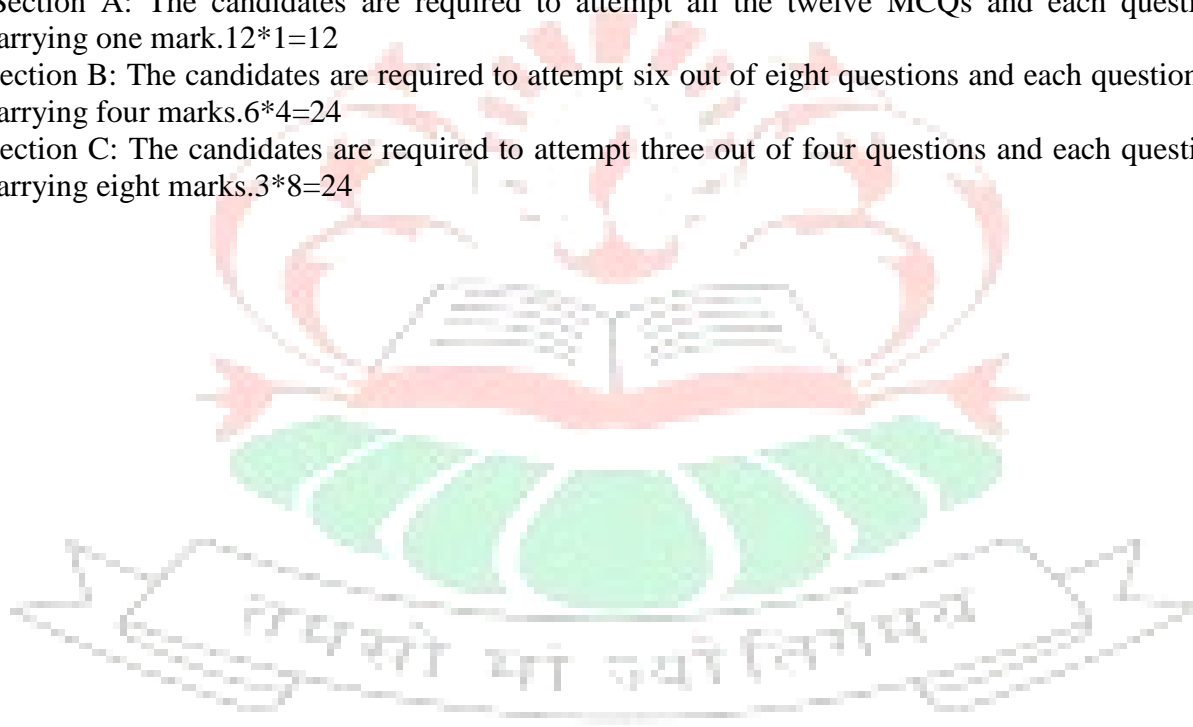 Section A: The candidates are required to attempt all the twelve MCQs and each questi
arrying one mark.12*1=12
ection B: The candidates are required to attempt six out of eight questions and each question
arrying four marks.6*4=24
ection C: The candidates are required to attempt three out of four questions and each questi
arrying eight marks.3*8=24